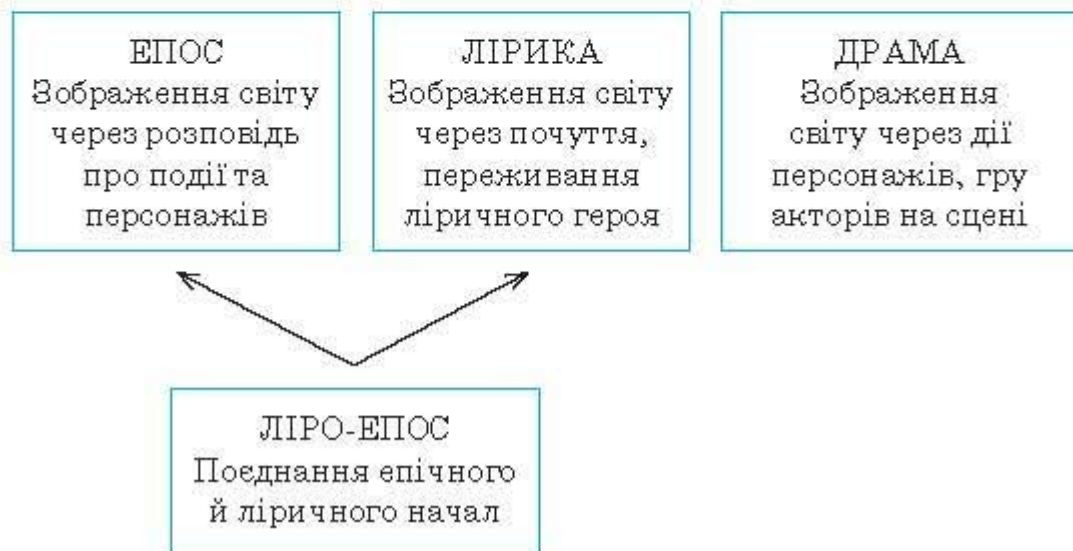 ЕПОС
Зображення світу
через розповідь
про події та
персонажів
ЛІРИКА
Зображення світу
через почуття,
переживання
ліричного героя
ДРАМА
Зображення
світу через дії
персонажів, гру
акторів на сцені
ЛІРО-ЕПОС
Поєднання епічного
й ліричного начал